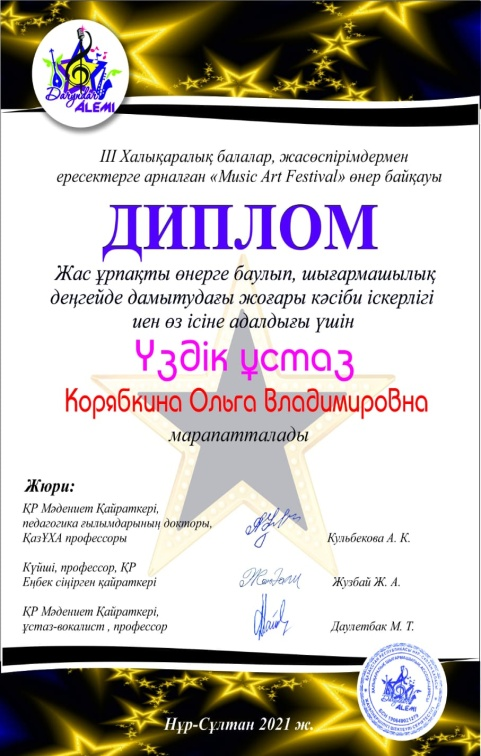 Daryndar
ALEMI
III Халықаралық балалар, жасөспірімдермен
ересектерге арналған «Music Art Festival» өнер байқауы
ДИПЛОМ
Жас ұрпақты өнерге баулып, шығармашылық
деңгейде дамытудағы жоғары кәсіби іскерлігі
иен өз ісіне адалдығы үшін
Үздік ұстаз
Корябкина Ольга Владимировна
марапатталады
Жюри:
ҚР Мәдениет Қайраткері,
педагогика ғылымдарының докторы,
ҚазҰХА профессоры
Кульбекова А. К.
Күйші, профессор, ҚР
Еңбек сіңірген қайраткері
Жузбай Ж. А.
ҚР Мәдениет Қайраткері,
ұстаз-вокалист , профессор
Даулетбак М. Т.
ALEMI
Нұр-Сұлтан 2021 ж.